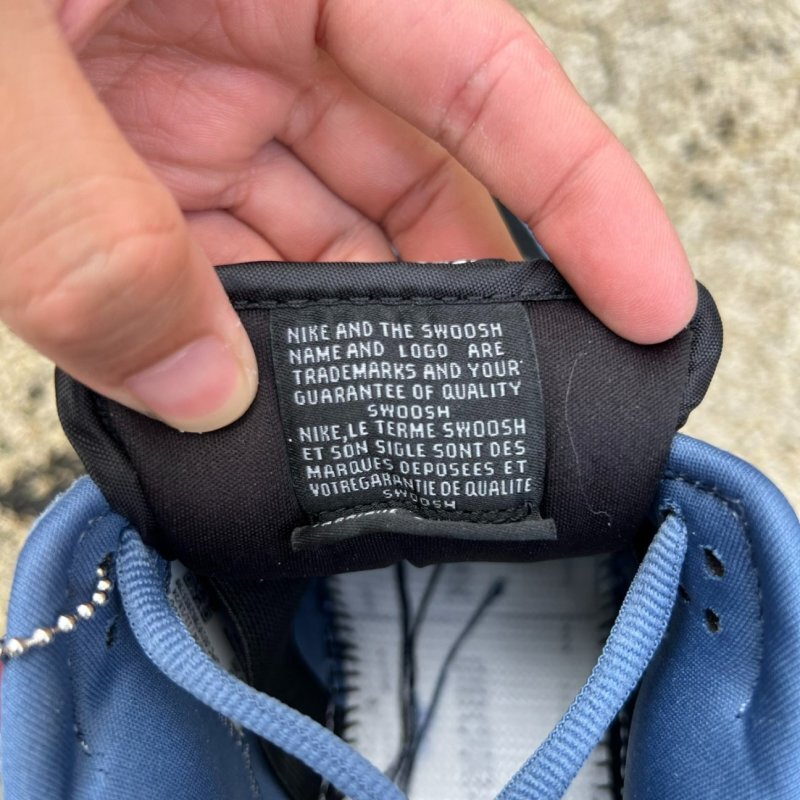 NIKE AND THE SWOOSH
NAME AND LOGO ARE
TRADEMARKS AND YOUR
GUARANTEE OF QUALITY
SWOOSH
NIKE, LE TERME SWOOSH
ET SON SIGLE SONT DES
MARQUES DEPOSEES ET
VOTREGARANTIE DE QUALITE
SWOOSH